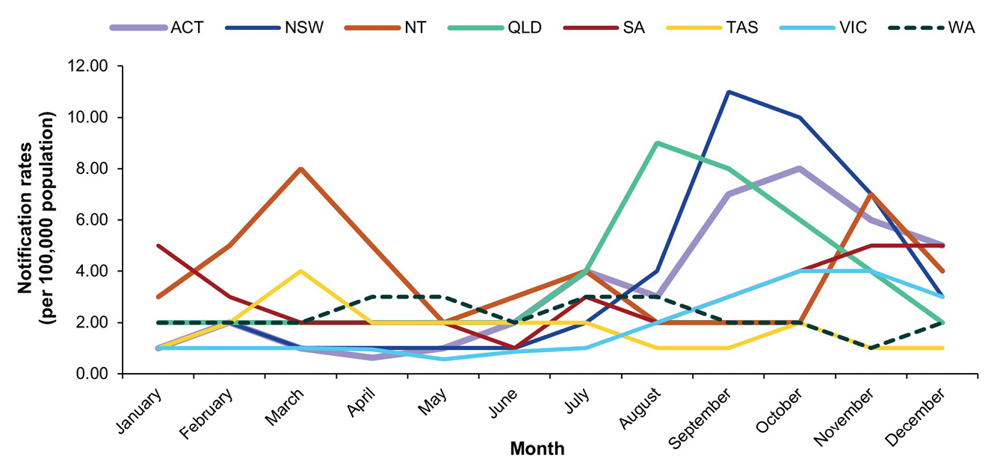 ACT NSW NT QLD SA TAS VIC WA
12.00
10.00
8.00
6.00
4.00
2.00
0.00
Notification rates
(per 100,000 population)
January February March April May June July August September October November December
Month